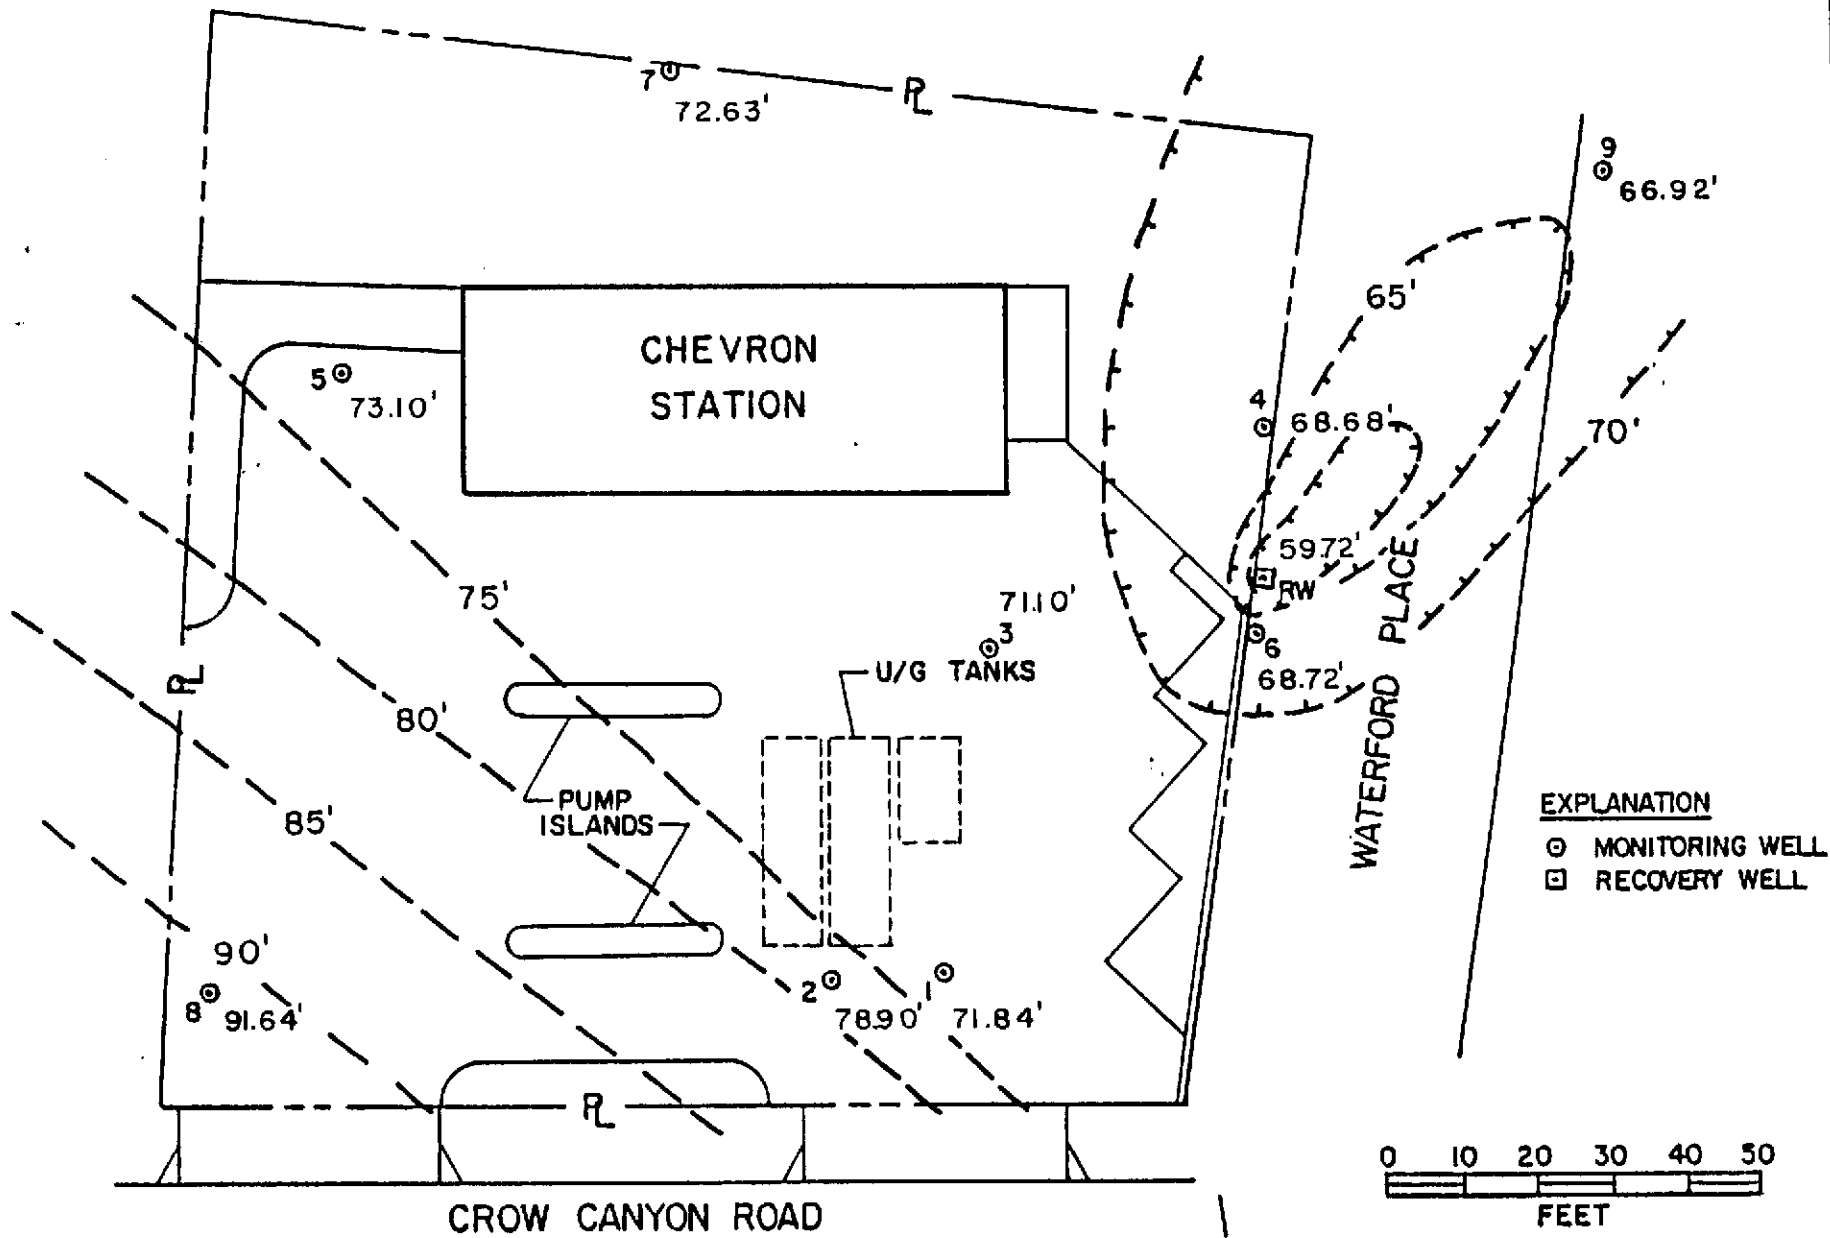 7
72.63'
PL
9
66.92'
65'
CHEVRON
STATION
5
73.10'
4
68.68'
70'
59.72'
RW
75'
71.10'
3
6
68.72'
U/G TANKS
PL
80'
WATERFORD PLACE
PUMP
ISLANDS
85'
EXPLANATION
MONITORING WELL
RECOVERY WELL
90'
8
91.64'
2
78.90'
1
71.84'
PL
0 10 20 30 40 50
FEET
CROW CANYON ROAD